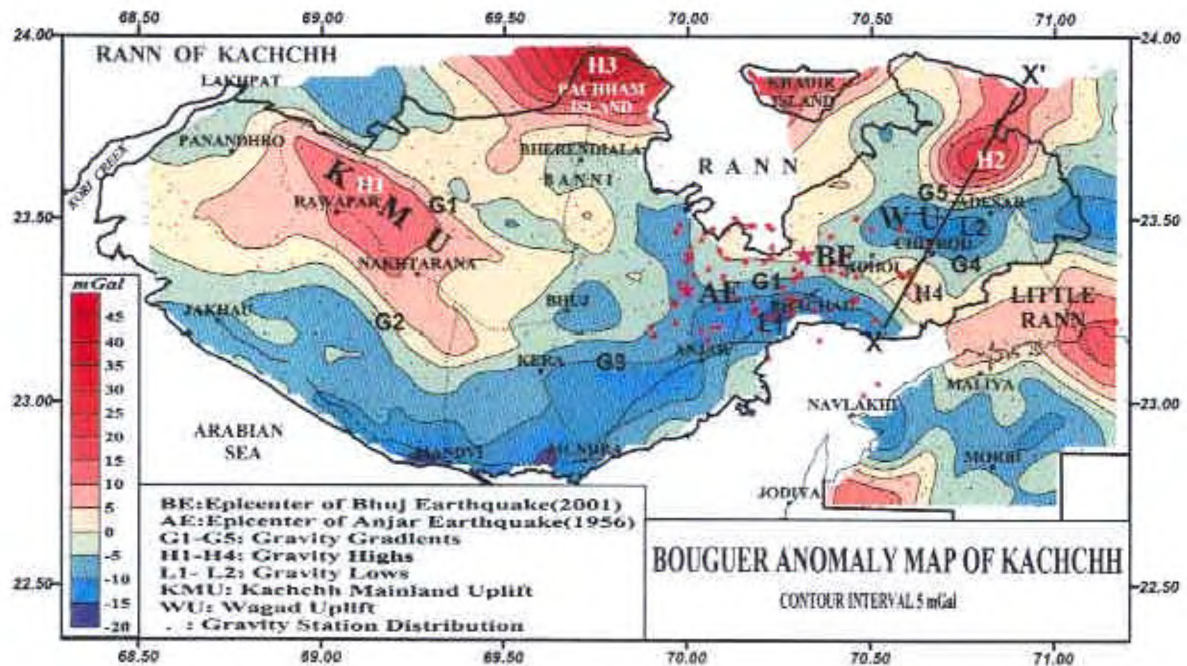 68.50 69.00 69.50 70.00 70.50 71.00
24.00 24.00
RANN OF KACHCHH
LAKHPAT
H3
PACHHAM
ISLAND
KHADIR
ISLAND
X'
PANANDHRO
KORI CREEK
BHERENDIALA
BANNI
RANN
H2
K
M
U
H1
RAWAPAR
G1
G5
ADESAR
23.50 23.50
WU
L2
NAKHTARANA
BE
G4
G1
AE
H4
LITTLE
RANN
mGal
JAKHAU
G2
BHUJ
L1
ANJAR
X
KERA
G3
MALIYA
23.00 23.00
NAVLAKHI
ARABIAN
SEA
MANDVI
MUNDRA
MORBI
JODIYA
45
40
35
30
25
20
15
10
5
0
-5
-10
-15
-20
BE:Epicenter of Bhuj Earthquake(2001)
AE:Epicenter of Anjar Earthquake(1956)
G1-G5: Gravity Gradients
H1-H4: Gravity Highs
L1- L2: Gravity Lows
KMU: Kachchh Mainland Uplift
WU: Wagad Uplift
. : Gravity Station Distribution
BOUGUER ANOMALY MAP OF KACHCHH
CONTOUR INTERVAL 5 mGal
22.50 22.50
68.50 69.00 69.50 70.00 70.50 71.00